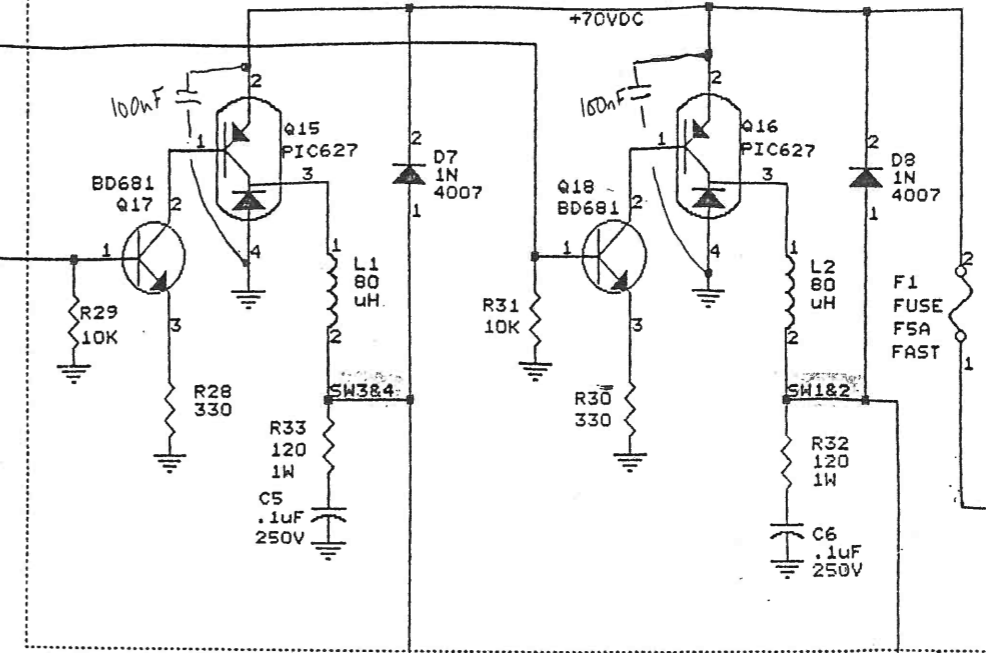 +70VDC
100nF
2
Q15
PIC627
1
3
4
BD681
Q17
1
2
3
R29
10K
R28
330
1
L1
80
uH
2
2
D7
1N
4007
1
SW3&4
R33
120
1W
C5
.1uF
250V
100nF
2
Q16
PIC627
1
3
4
Q18
BD681
1
2
3
R31
10K
R30
330
1
L2
80
uH
2
2
D8
1N
4007
1
SW1&2
R32
120
1W
C6
.1uF
250V
2
F1
FUSE
F5A
FAST
1